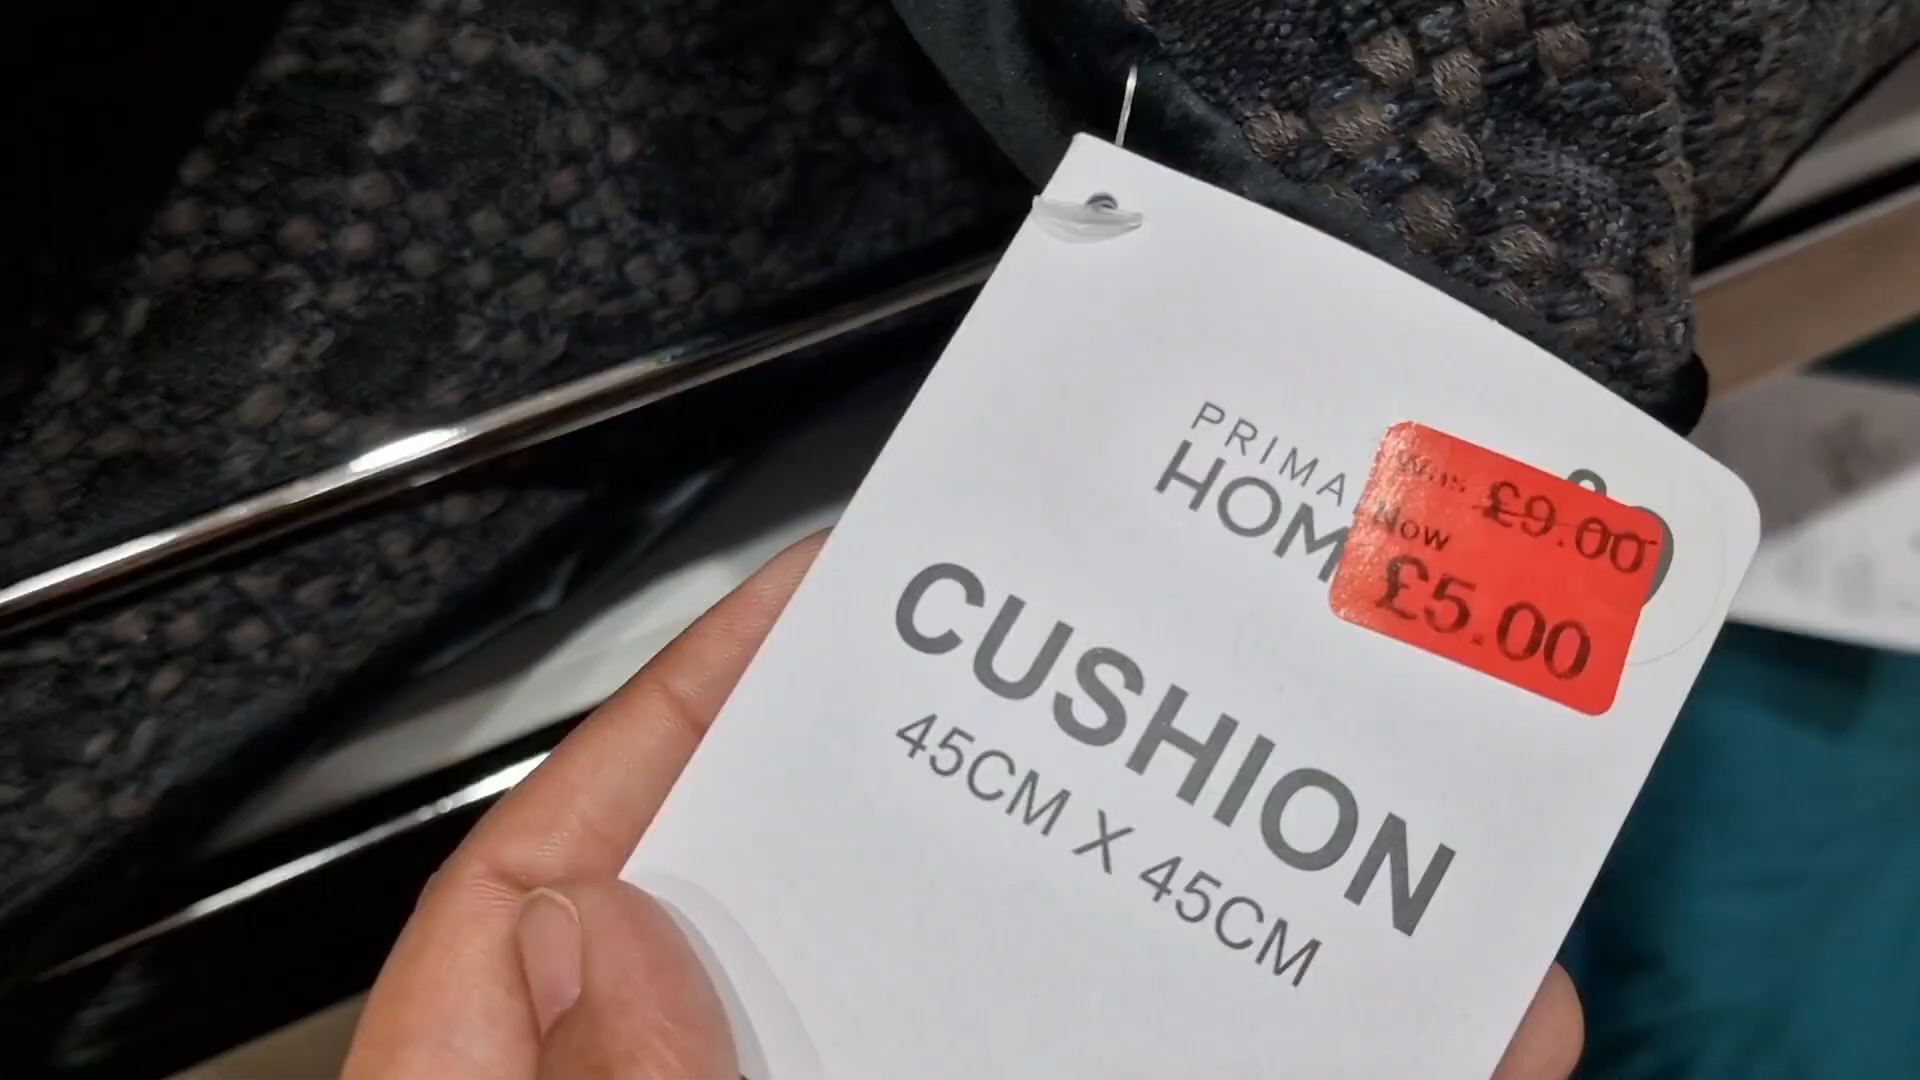 PRIMA
HOM
Was £9.00
Now
£5.00
CUSHION
45CM X 45CM